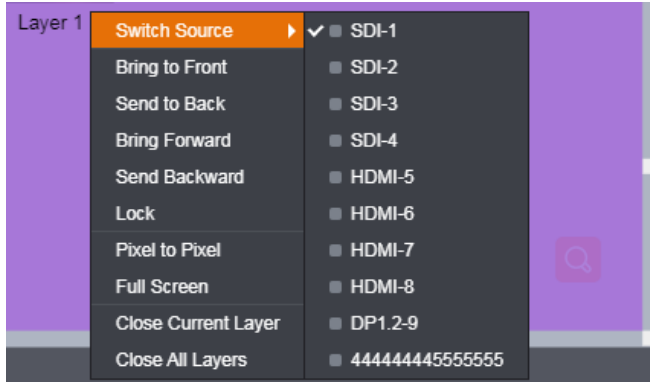 Layer 1
Switch Source
Bring to Front
Send to Back
Bring Forward
Send Backward
Lock
Pixel to Pixel
Full Screen
Close Current Layer
Close All Layers
SDI-1
SDI-2
SDI-3
SDI-4
HDMI-5
HDMI-6
HDMI-7
HDMI-8
DP1.2-9
444444445555555